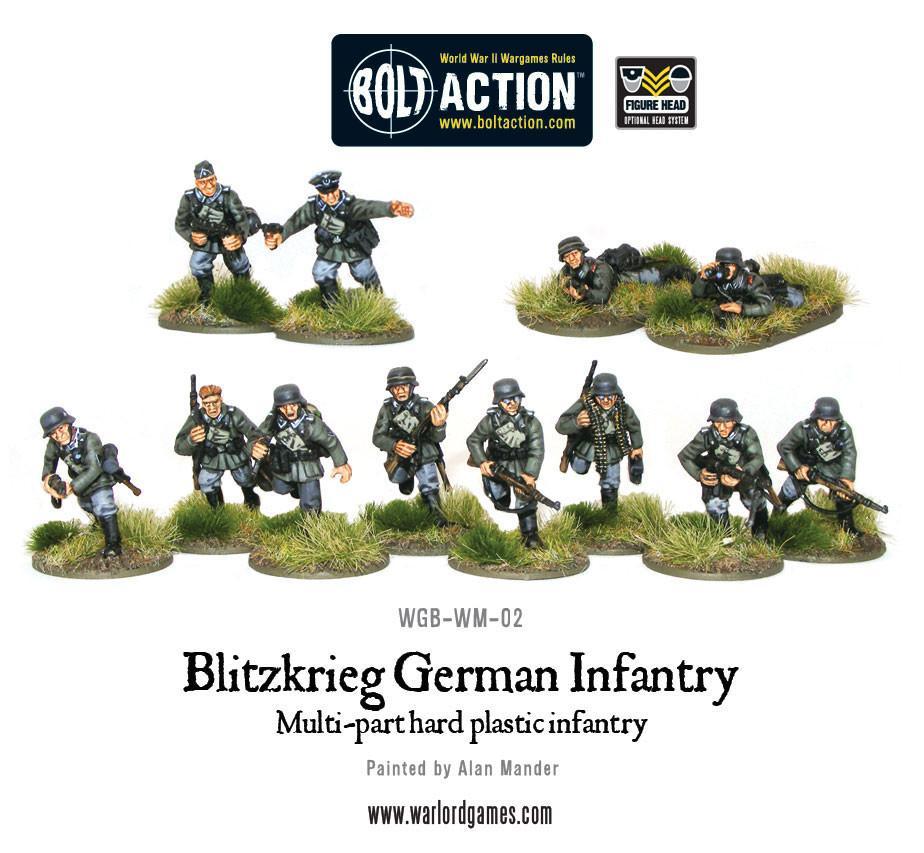 World War II Wargames Rules
BOLT ACTION™
www.boltaction.com
FIGURE HEAD
OPTIONAL HEAD SYSTEM
WGB-WM-02
Blitzkrieg German Infantry
Multi-part hard plastic infantry
Painted by Alan Mander
www.warlordgames.com